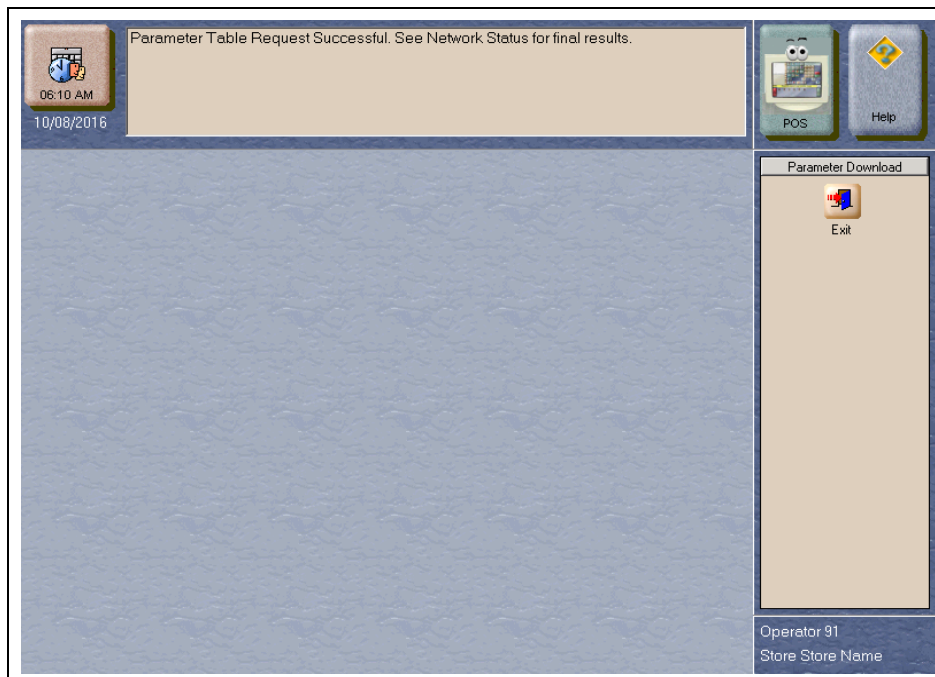 Parameter Table Request Successful. See Network Status for final results.
06:10 AM
10/08/2016
POS
Help
Parameter Download
Exit
Operator 91
Store Store Name